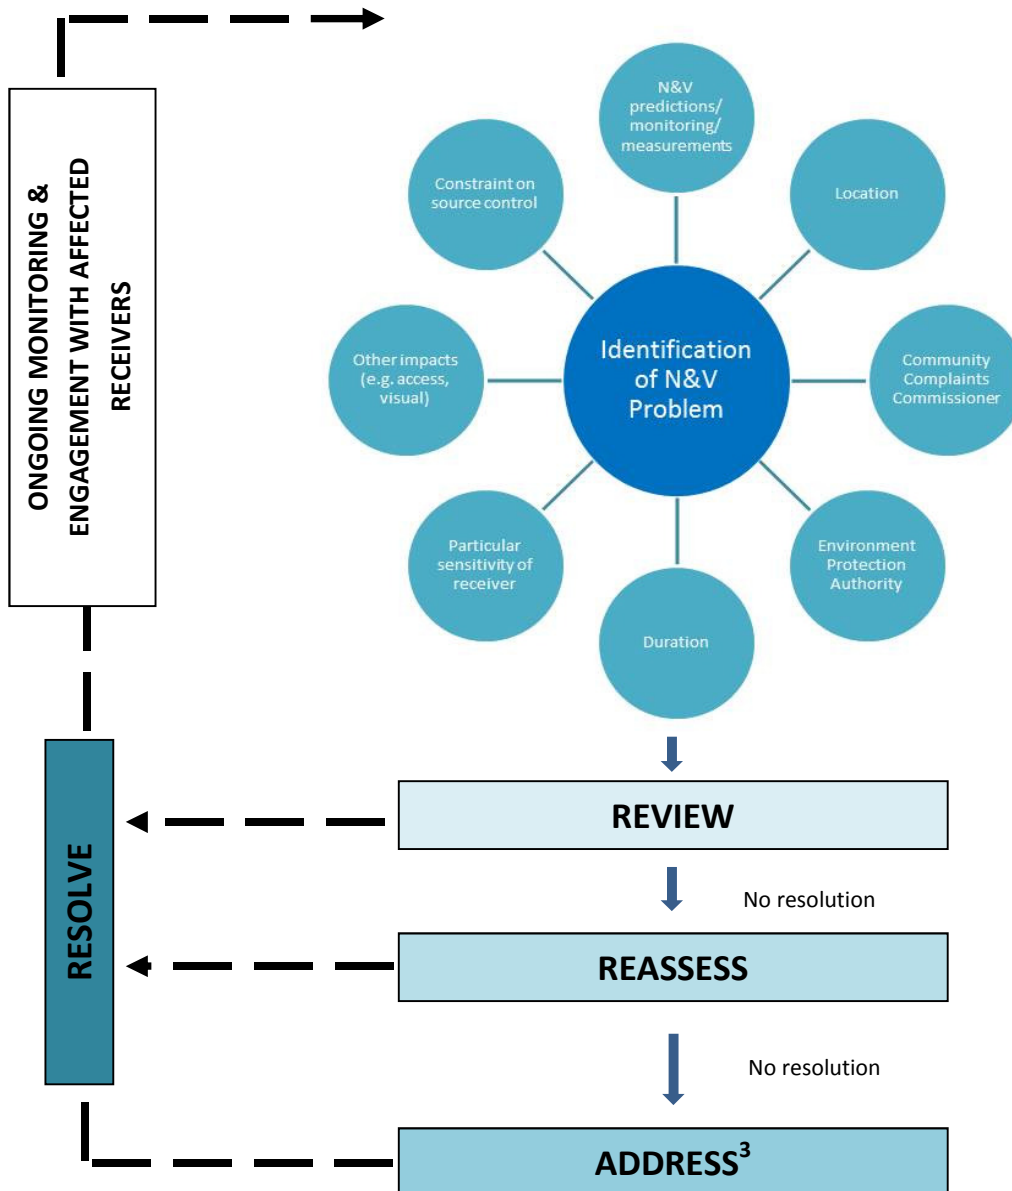 ONGOING MONITORING &
ENGAGEMENT WITH AFFECTED
RECEIVERS
N&V
predictions/
monitoring/
measurements
Constraint on
source control
Location
Other impacts
(e.g. access,
visual)
Identification
of N&V
Problem
Community
Complaints
Commissioner
Particular
sensitivity of
receiver
Environment
Protection
Authority
Duration
RESOLVE
REVIEW
No resolution
REASSESS
No resolution
ADDRESS³